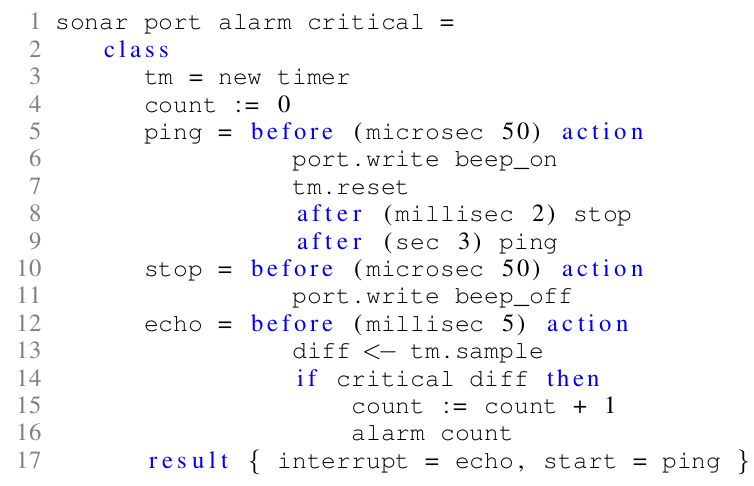 1 sonar port alarm critical =
2 class
3 tm = new timer
4 count := 0
5 ping = before (microsec 50) action
6 port.write beep_on
7 tm.reset
8 after (millisec 2) stop
9 after (sec 3) ping
10 stop = before (microsec 50) action
11 port.write beep_off
12 echo = before (millisec 5) action
13 diff <- tm.sample
14 if critical diff then
15 count := count + 1
16 alarm count
17 result { interrupt = echo, start = ping }